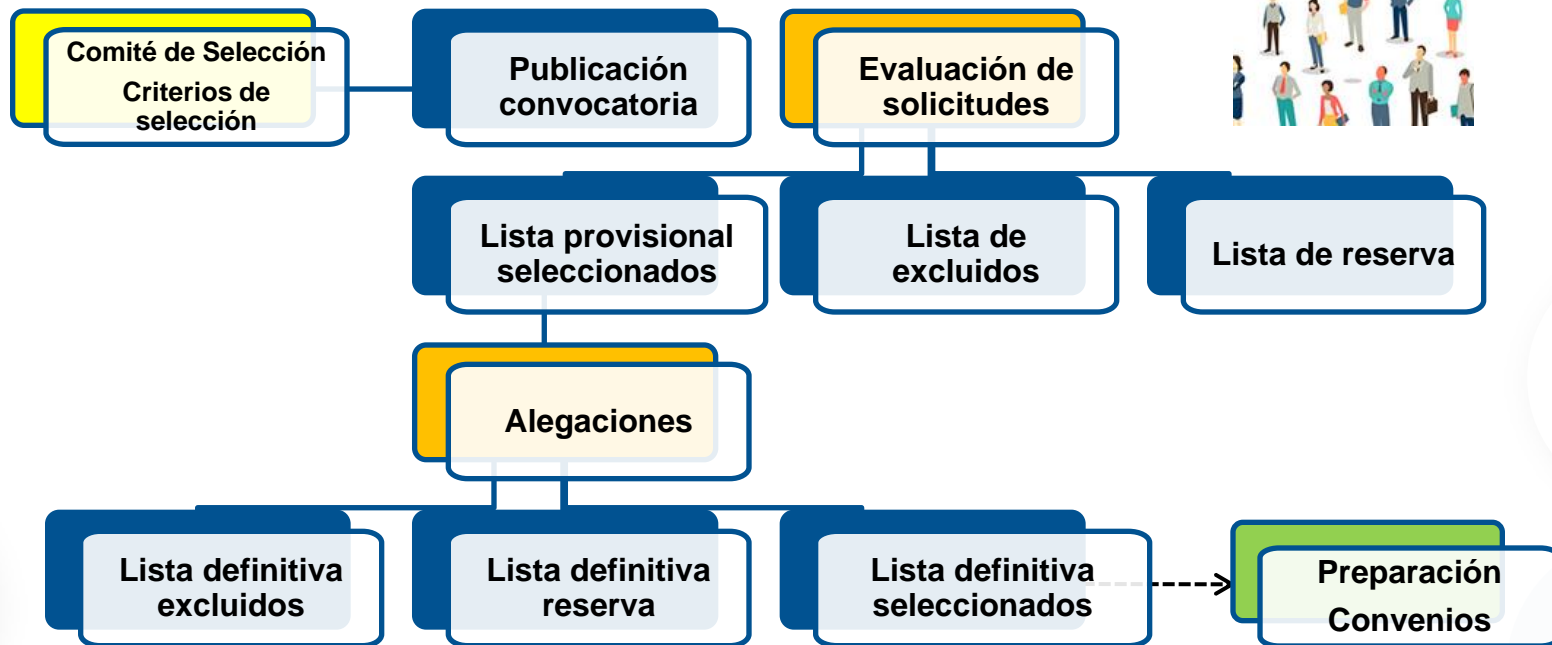 Comité de Selección
Criterios de
selección
Publicación
convocatoria
Evaluación de
solicitudes
Lista provisional
seleccionados
Lista de
excluidos
Lista de reserva
Alegaciones
Lista definitiva
excluidos
Lista definitiva
reserva
Lista definitiva
seleccionados
Preparación
Convenios